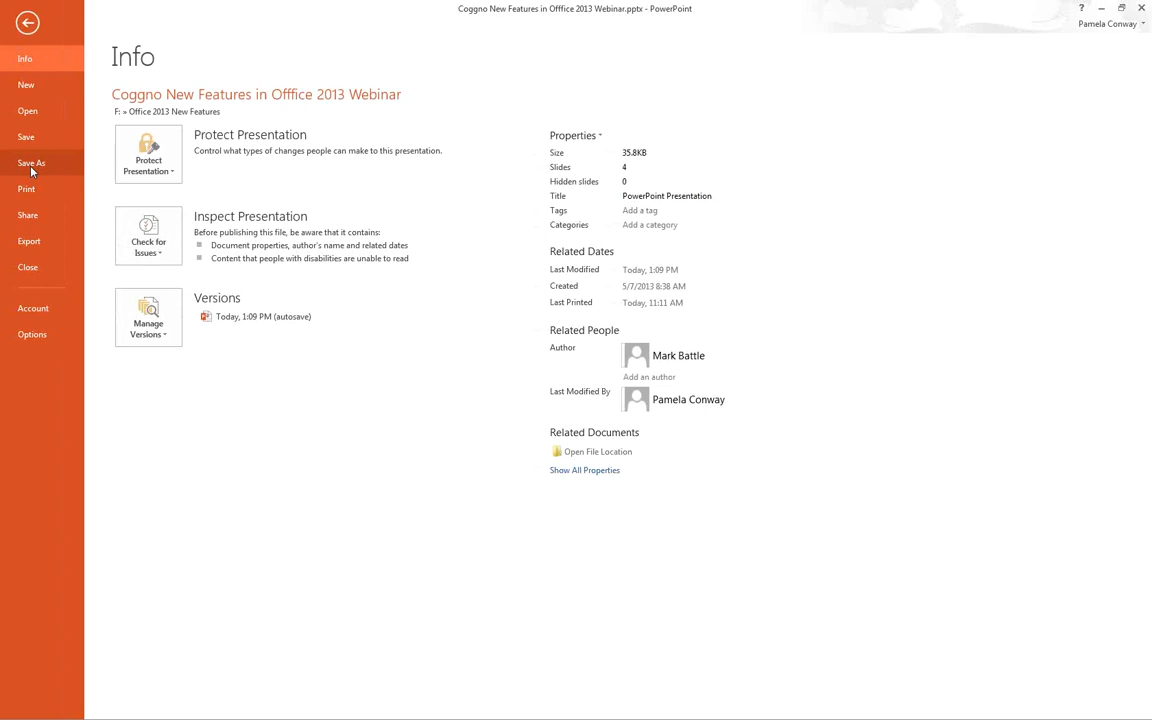 Coggno New Features in Offfice 2013 Webinar.pptx - PowerPoint
?
Pamela Conway
Info
New
Open
Save
Save As
Print
Share
Export
Close
Account
Options
Info
Coggno New Features in Offfice 2013 Webinar
F: » Office 2013 New Features
Protect
Presentation
Protect Presentation
Control what types of changes people can make to this presentation.
Check for
Issues
Inspect Presentation
Before publishing this file, be aware that it contains:
Document properties, author's name and related dates
Content that people with disabilities are unable to read
Manage
Versions
Versions
Today, 1:09 PM (autosave)
Properties
Size 35.8KB
Slides 4
Hidden slides 0
Title PowerPoint Presentation
Tags Add a tag
Categories Add a category
Related Dates
Last Modified Today, 1:09 PM
Created 5/7/2013 8:38 AM
Last Printed Today, 11:11 AM
Related People
Author Mark Battle
Add an author
Last Modified By Pamela Conway
Related Documents
Open File Location
Show All Properties